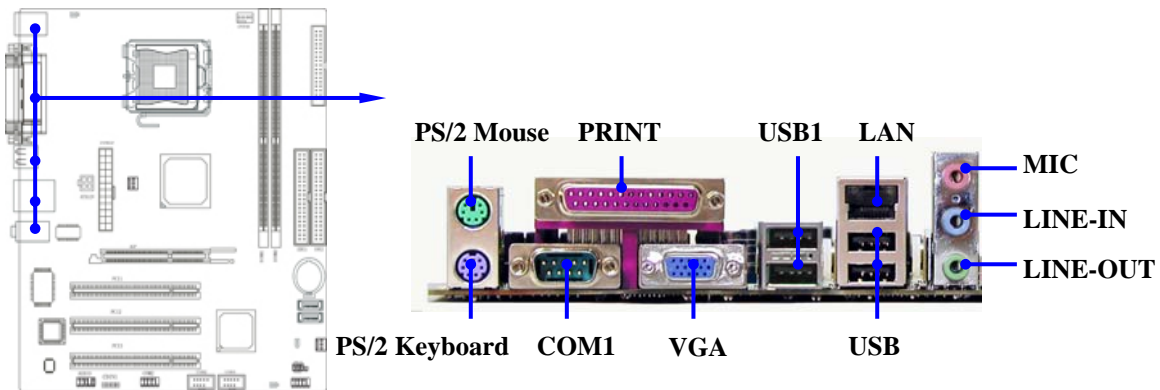 PS/2 Mouse
PRINT
USB1
LAN
MIC
LINE-IN
LINE-OUT
PS/2 Keyboard
COM1
VGA
USB